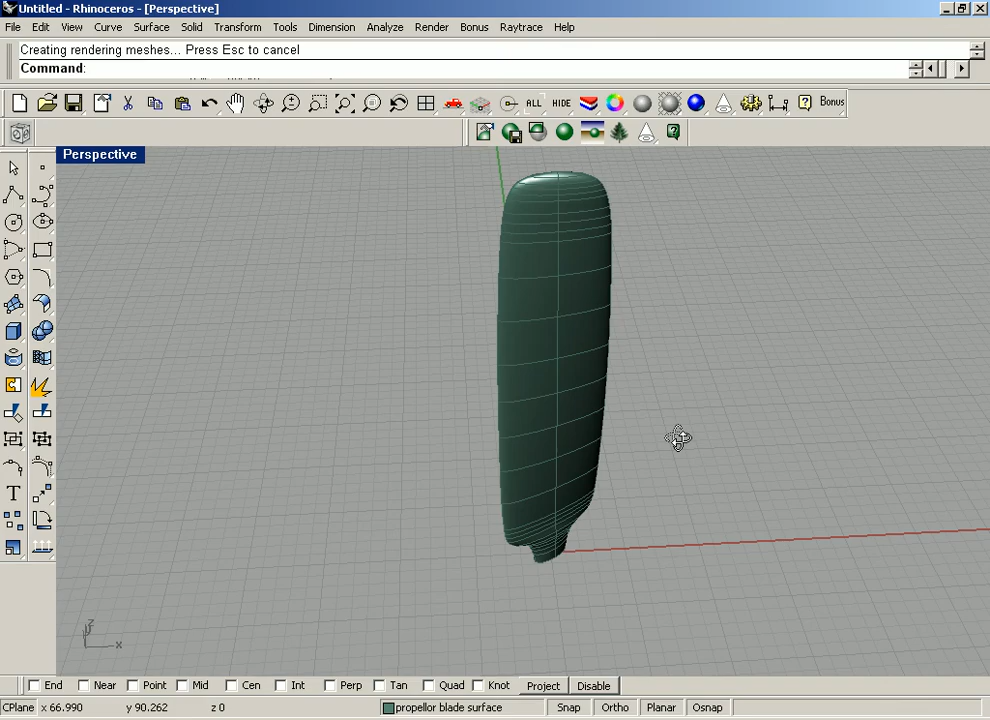 Untitled - Rhinoceros - [Perspective]
File Edit View Curve Surface Solid Transform Tools Dimension Analyze Render Bonus Raytrace Help
Creating rendering meshes... Press Esc to cancel
Command:
ALL HIDE Bonus
Perspective
T
z
x
End Near Point Mid Cen Int Perp Tan Quad Knot Project Disable
CPlane x 66.990 y 90.262 z 0 propellor blade surface Snap Ortho Planar Osnap